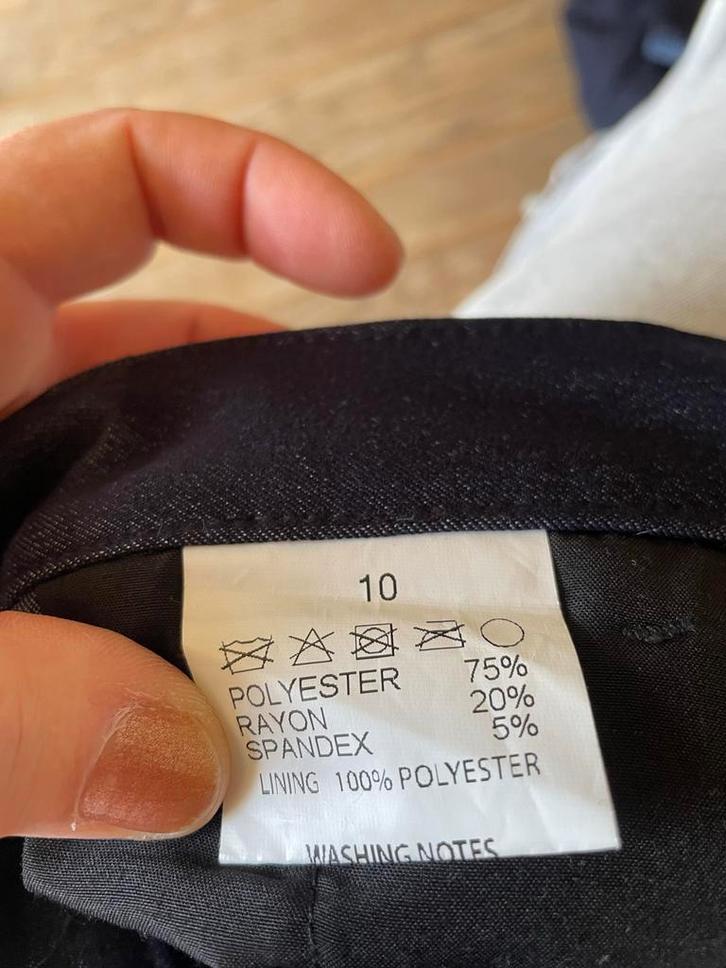 10
POLYESTER 75%
RAYON 20%
SPANDEX 5%
LINING 100% POLYESTER
WASHING NOTES